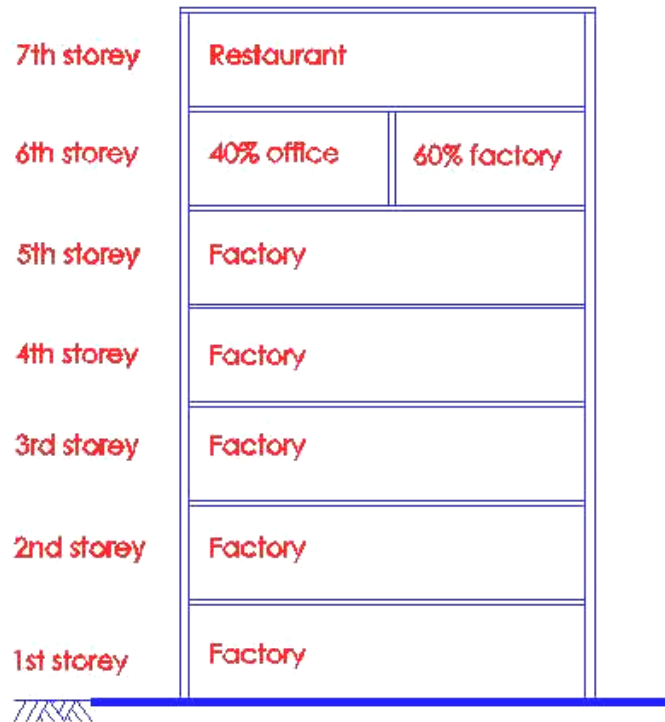 7th storey Restaurant
6th storey 40% office 60% factory
5th storey Factory
4th storey Factory
3rd storey Factory
2nd storey Factory
1st storey Factory